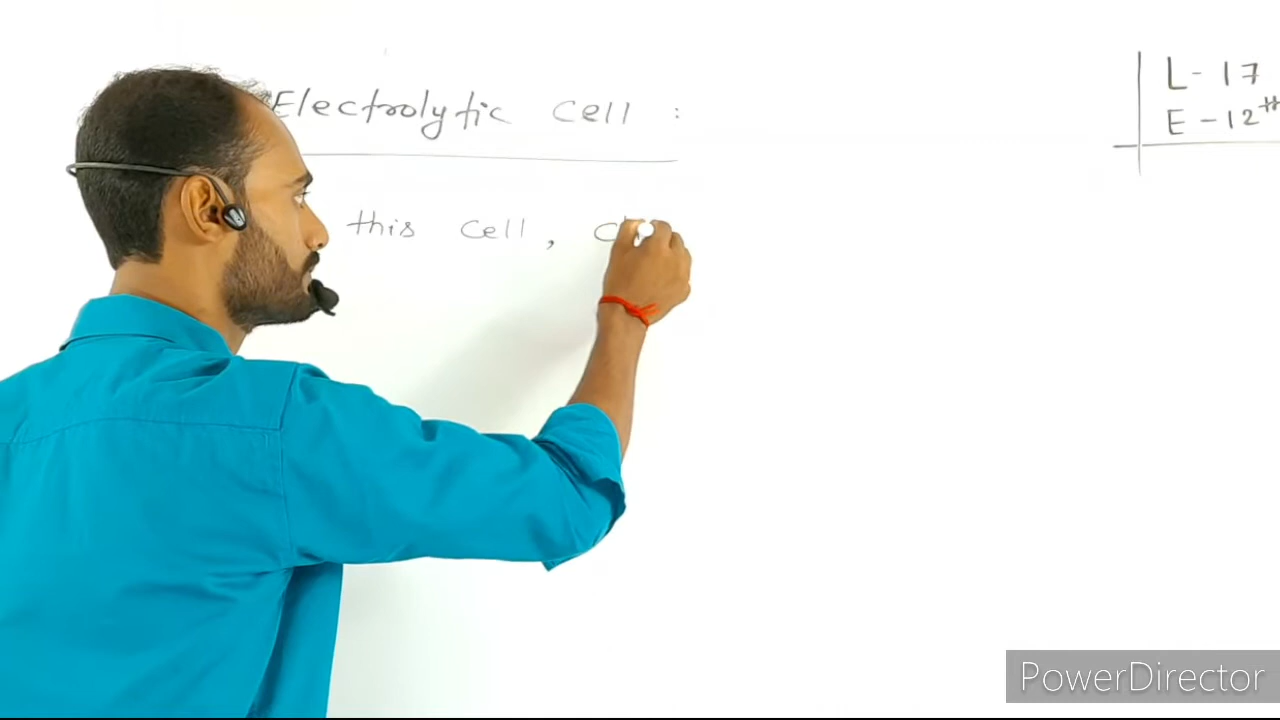 Electrolytic cell :
this cell,
L- 17
E-12th
PowerDirector